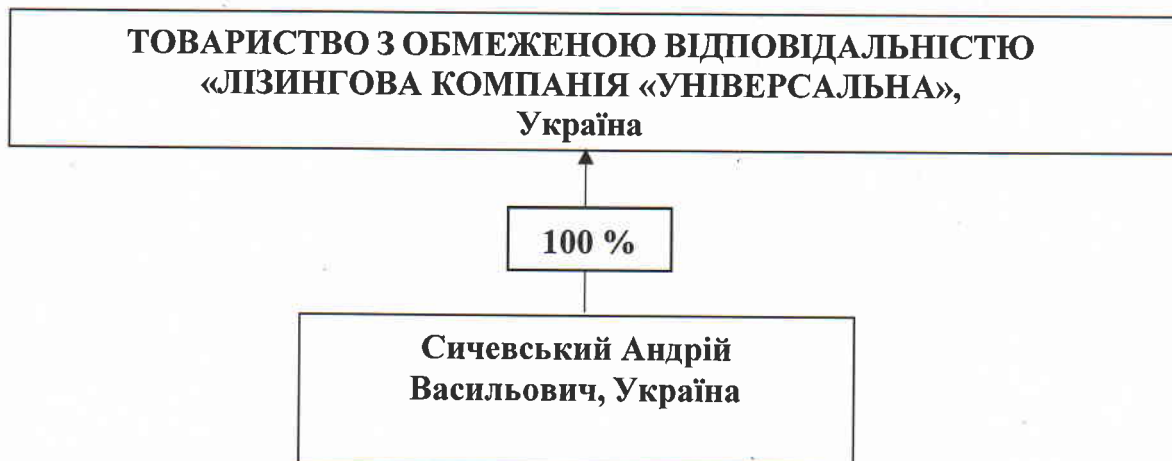 ТОВАРИСТВО З ОБМЕЖЕНОЮ ВІДПОВІДАЛЬНІСТЮ
«ЛІЗИНГОВА КОМПАНІЯ «УНІВЕРСАЛЬНА»,
Україна
100 %
Сичевський Андрій
Васильович, Україна